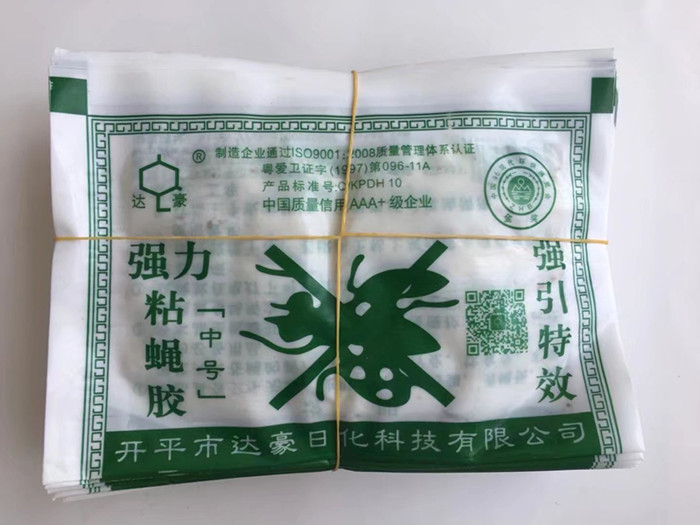 制造企业通过ISO9001:2008质量管理体系认证
粤爱卫证字(1997)第096-11A
产品标准号:Q/KPDH 10
中国质量信用AAA+级企业
®
达豪
强力
粘蝇胶
「中号」
强引特效
开平市达豪日化科技有限公司